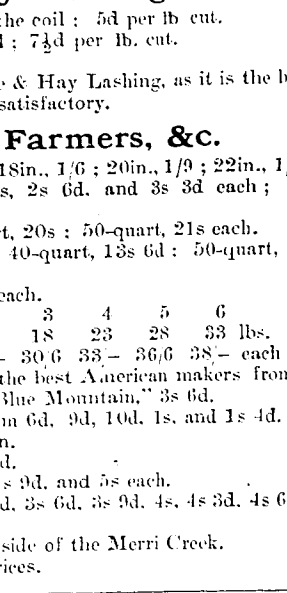 the coil ; 5d per lb cut.
; 7½d per lb. cut.
& Hay Lashing, as it is the b
satisfactory.
Farmers, &c.
18in., 1/6 ; 20in., 1/9 ; 22in., 1/
s, 2s 6d. and 3s 3d each ;
rt, 20s ; 50-quart, 21s each.
40-quart, 13s 6d ; 50-quart,
each.
3 4 5 6
18 23 28 33 lbs.
– 30/6 33/– 36/6 38/– each
the best American makers from
Blue Mountain," 3s 6d.
m 6d, 9d, 10d, 1s, and 1s 4d.
n.
d.
s 9d. and 5s each.
d, 3s 6d, 3s 9d, 4s, 4s 3d, 4s 6
side of the Merri Creek.
rices.